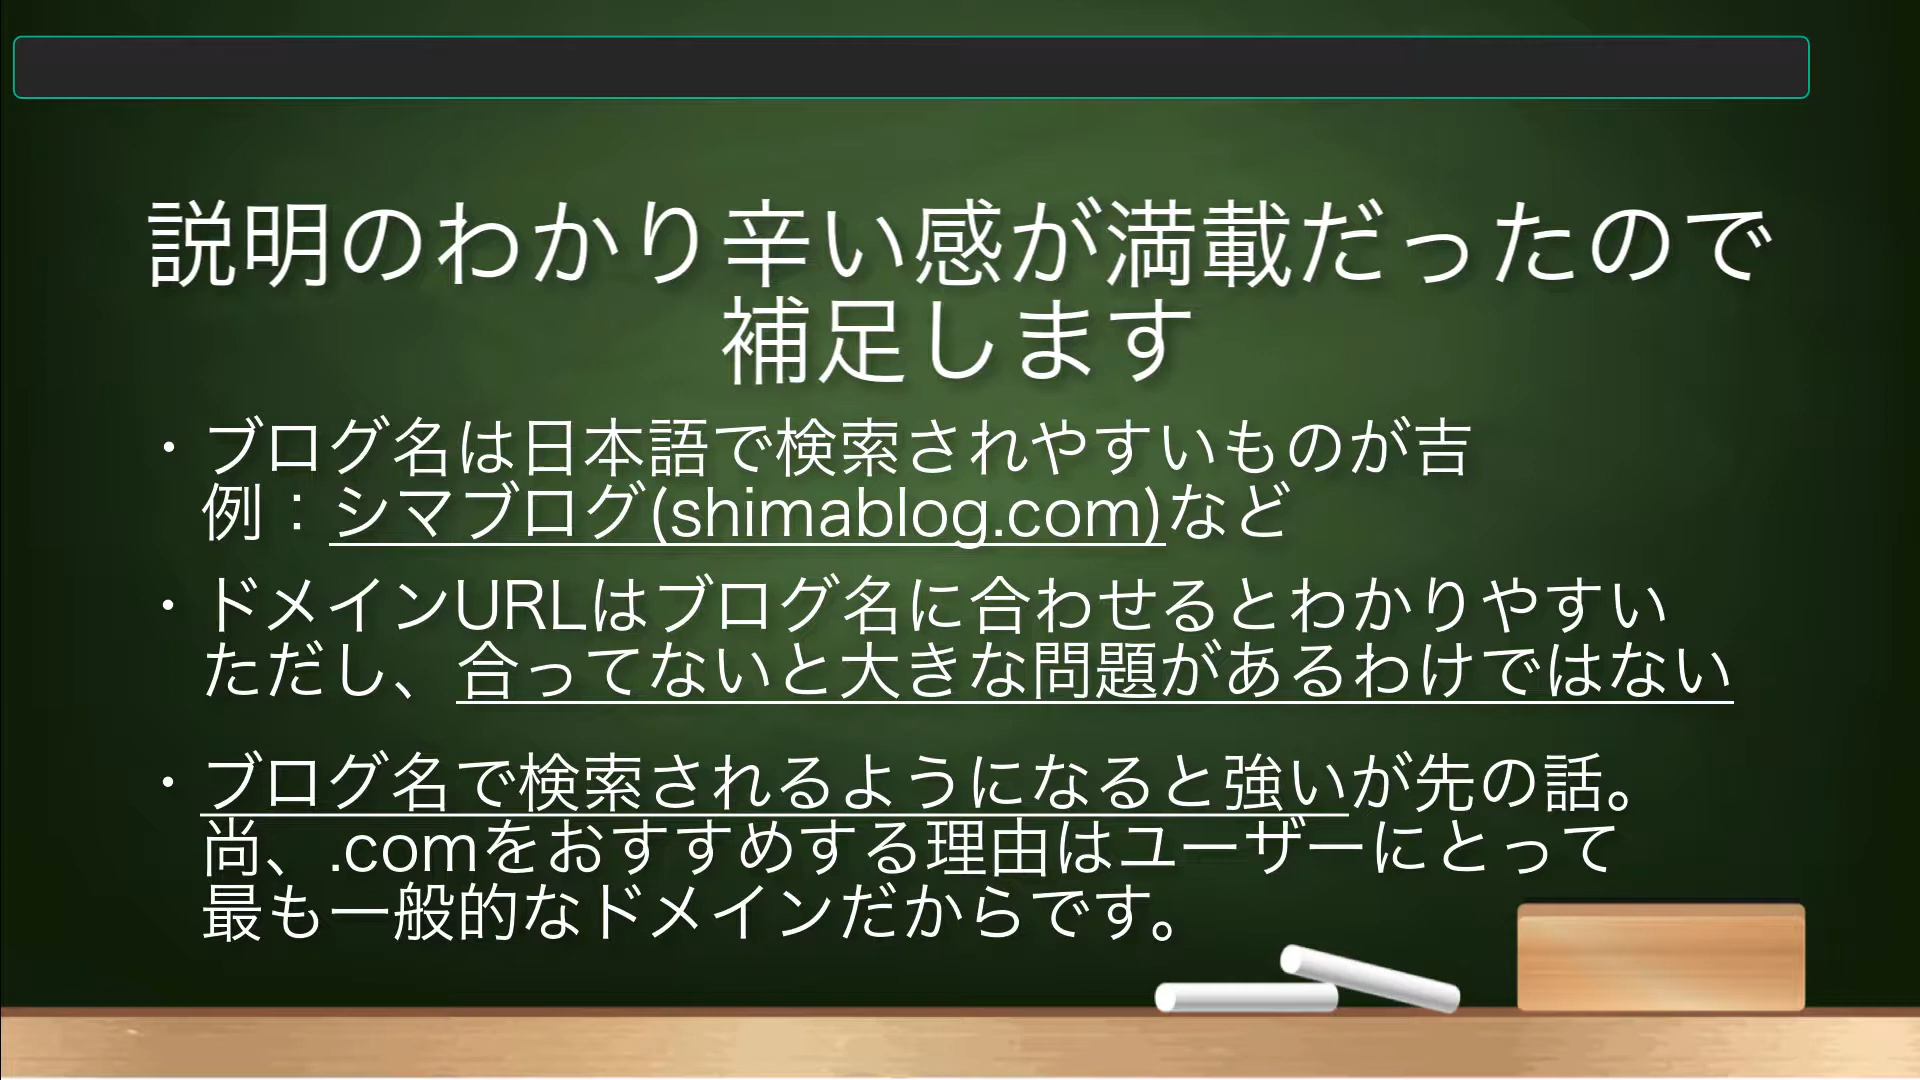 説明のわかり辛い感が満載だったので
補足します
・ブログ名は日本語で検索されやすいものが吉
例：シマブログ(shimablog.com)など
・ドメインURLはブログ名に合わせるとわかりやすい
ただし、合ってないと大きな問題があるわけではない
・ブログ名で検索されるようになると強いが先の話。
尚、.comをおすすめする理由はユーザーにとって
最も一般的なドメインだからです。